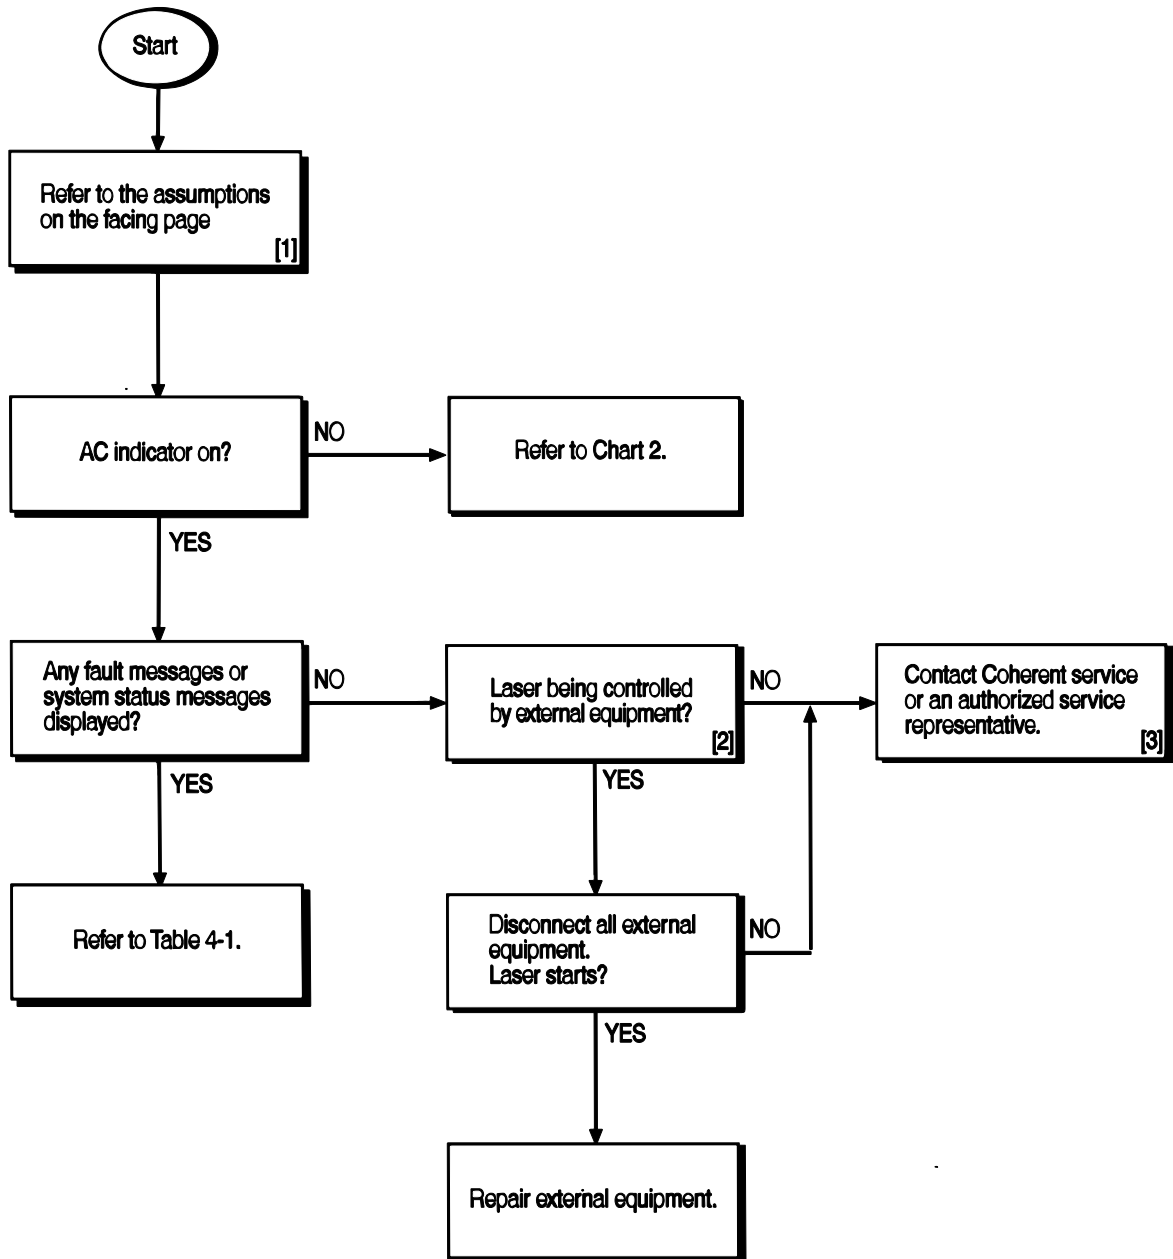 Start
Refer to the assumptions
on the facing page
[1]
AC indicator on?
NO
Refer to Chart 2.
YES
Any fault messages or
system status messages
displayed?
NO
Laser being controlled
by external equipment?
[2]
NO
Contact Coherent service
or an authorized service
representative.
[3]
YES
YES
Refer to Table 4-1.
Disconnect all external
equipment.
Laser starts?
NO
YES
Repair external equipment.